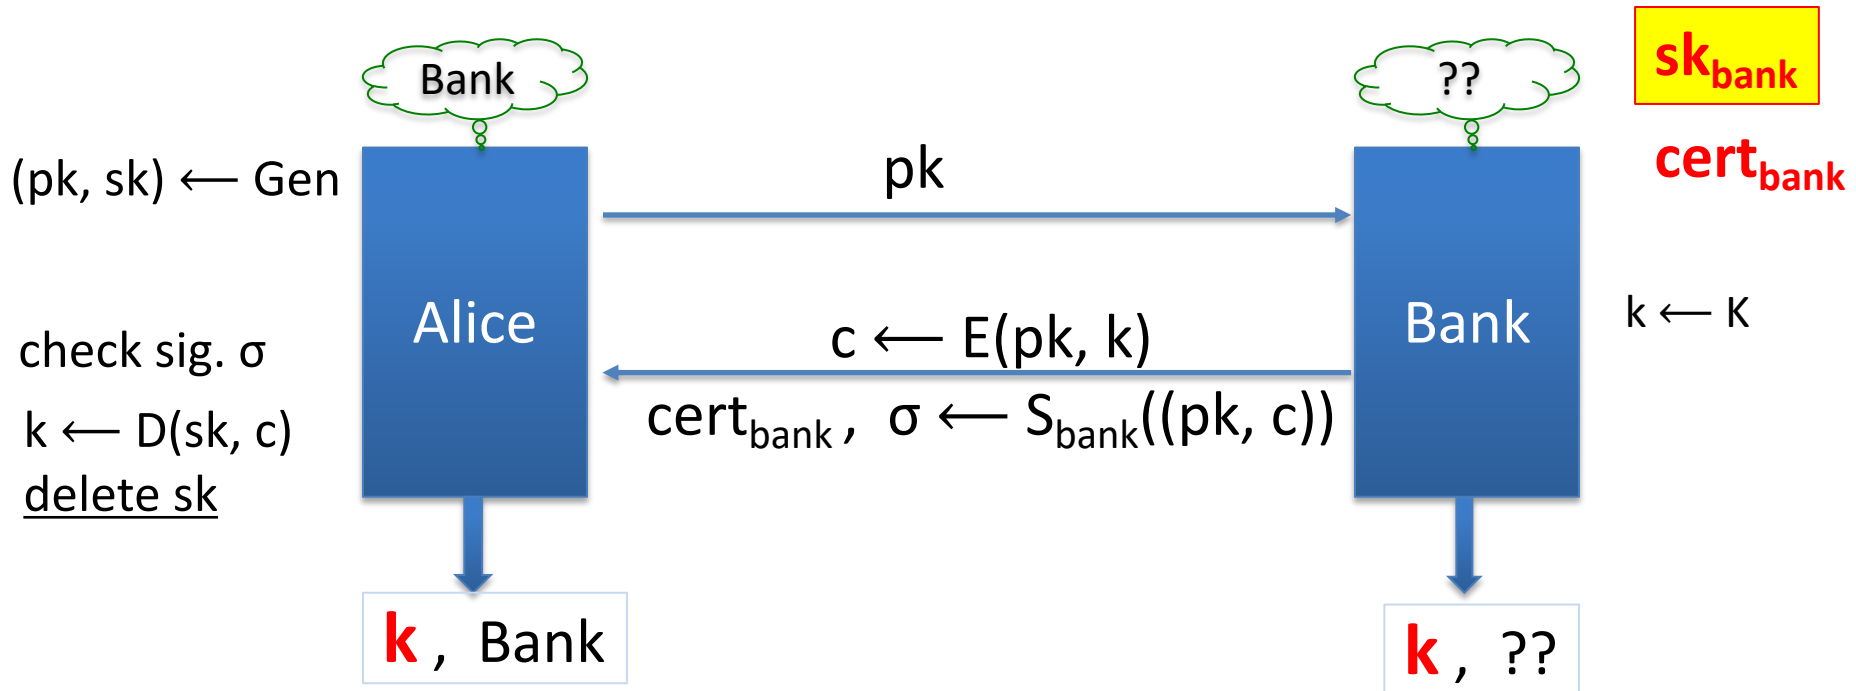 Bank
??
sk_bank
cert_bank
(pk, sk) ⟵ Gen
pk
Alice
Bank
k ⟵ K
check sig. σ
c ⟵ E(pk, k)
k ⟵ D(sk, c)
cert_bank , σ ⟵ S_bank((pk, c))
delete sk
k , Bank
k , ??